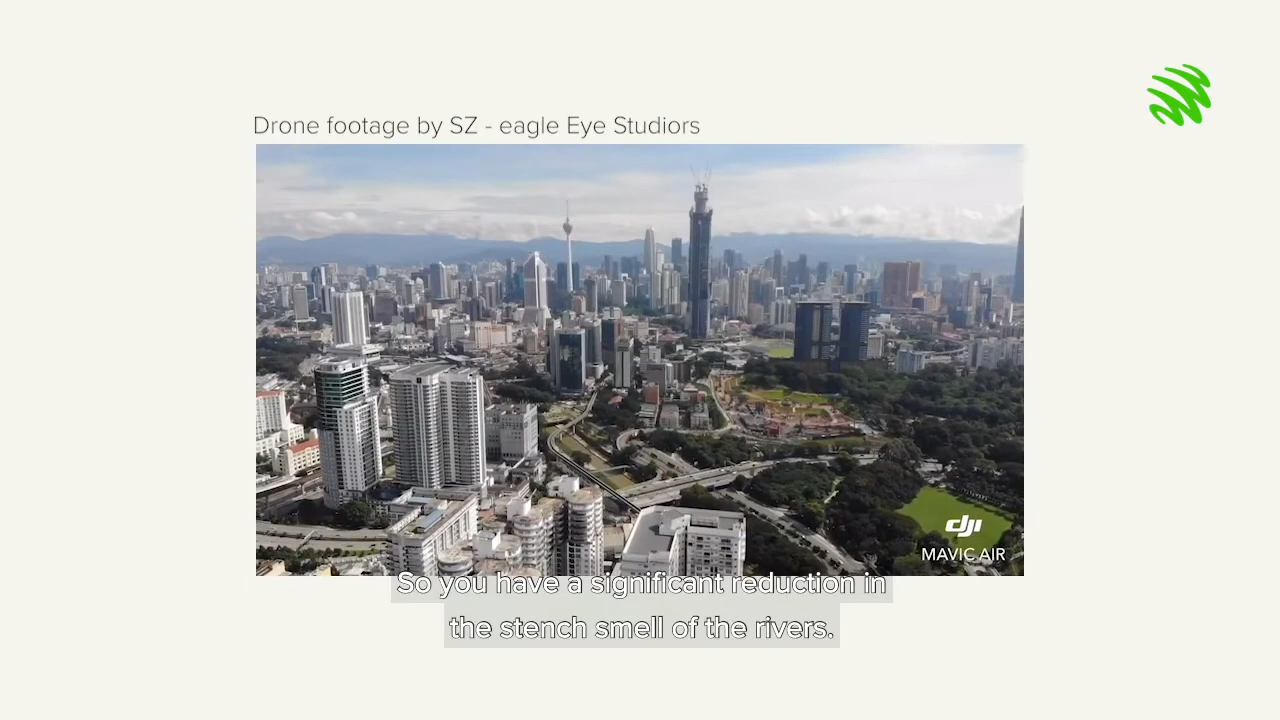 Drone footage by SZ - eagle Eye Studiors
dji
MAVIC AIR
So you have a significant reduction in
the stench smell of the rivers.